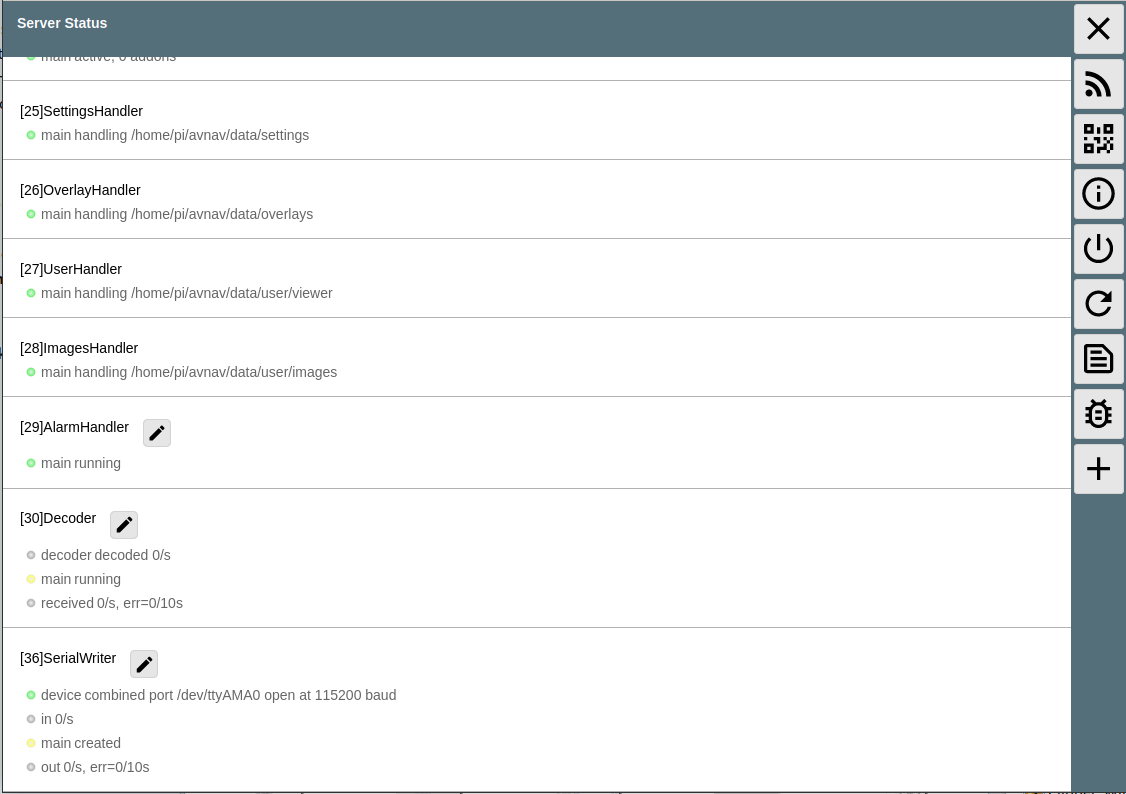 Server Status
main active, 0 addons
[25]SettingsHandler
main handling /home/pi/avnav/data/settings
[26]OverlayHandler
main handling /home/pi/avnav/data/overlays
[27]UserHandler
main handling /home/pi/avnav/data/user/viewer
[28]ImagesHandler
main handling /home/pi/avnav/data/user/images
[29]AlarmHandler
main running
[30]Decoder
decoder decoded 0/s
main running
received 0/s, err=0/10s
[36]SerialWriter
device combined port /dev/ttyAMA0 open at 115200 baud
in 0/s
main created
out 0/s, err=0/10s